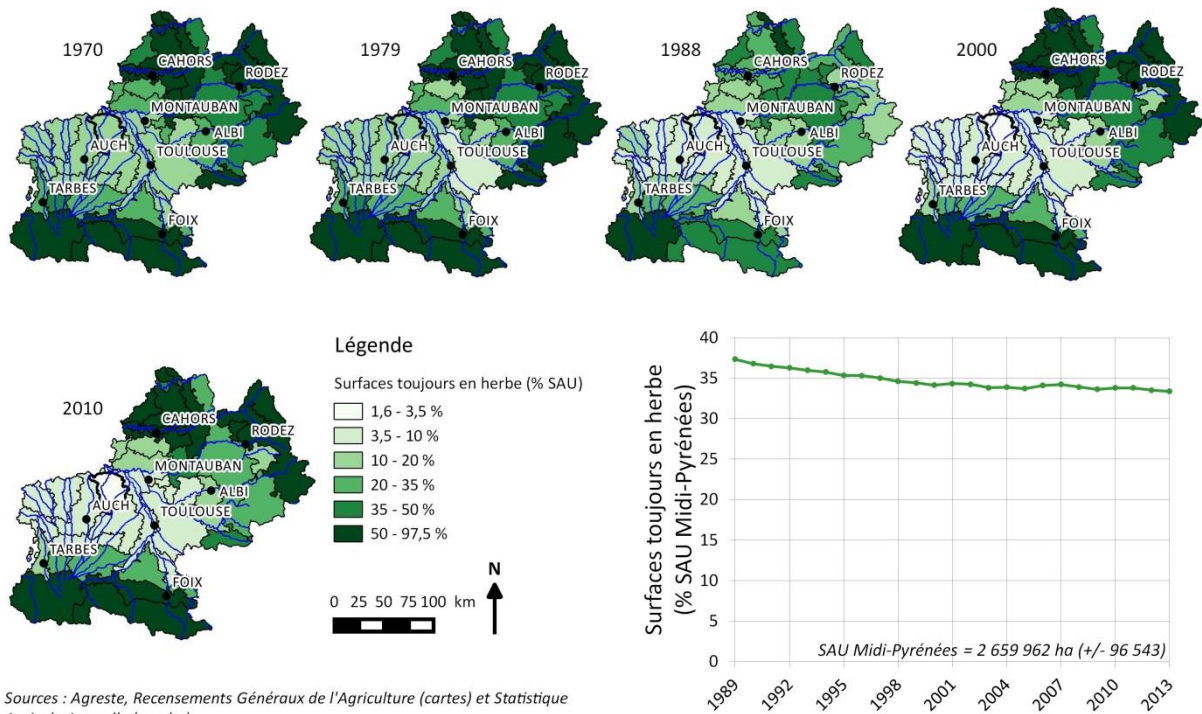 1970
CAHORS
RODEZ
MONTAUBAN
ALBI
AUCH
TOULOUSE
TARBES
FOIX
1979
CAHORS
RODEZ
MONTAUBAN
ALBI
AUCH
TOULOUSE
TARBES
FOIX
1988
CAHORS
RODEZ
MONTAUBAN
ALBI
AUCH
TOULOUSE
TARBES
FOIX
2000
CAHORS
RODEZ
MONTAUBAN
ALBI
AUCH
TOULOUSE
TARBES
FOIX
2010
CAHORS
RODEZ
MONTAUBAN
ALBI
AUCH
TOULOUSE
TARBES
FOIX
Légende
Surfaces toujours en herbe (% SAU)
1,6 - 3,5 %
3,5 - 10 %
10 - 20 %
20 - 35 %
35 - 50 %
50 - 97,5 %
0 25 50 75 100 km
N
Surfaces toujours en herbe
(% SAU Midi-Pyrénées)
40
35
30
25
20
15
10
5
0
SAU Midi-Pyrénées = 2 659 962 ha (+/- 96 543)
1989
1992
1995
1998
2001
2004
2007
2010
2013
Sources : Agreste, Recensements Généraux de l'Agriculture (cartes) et Statistique